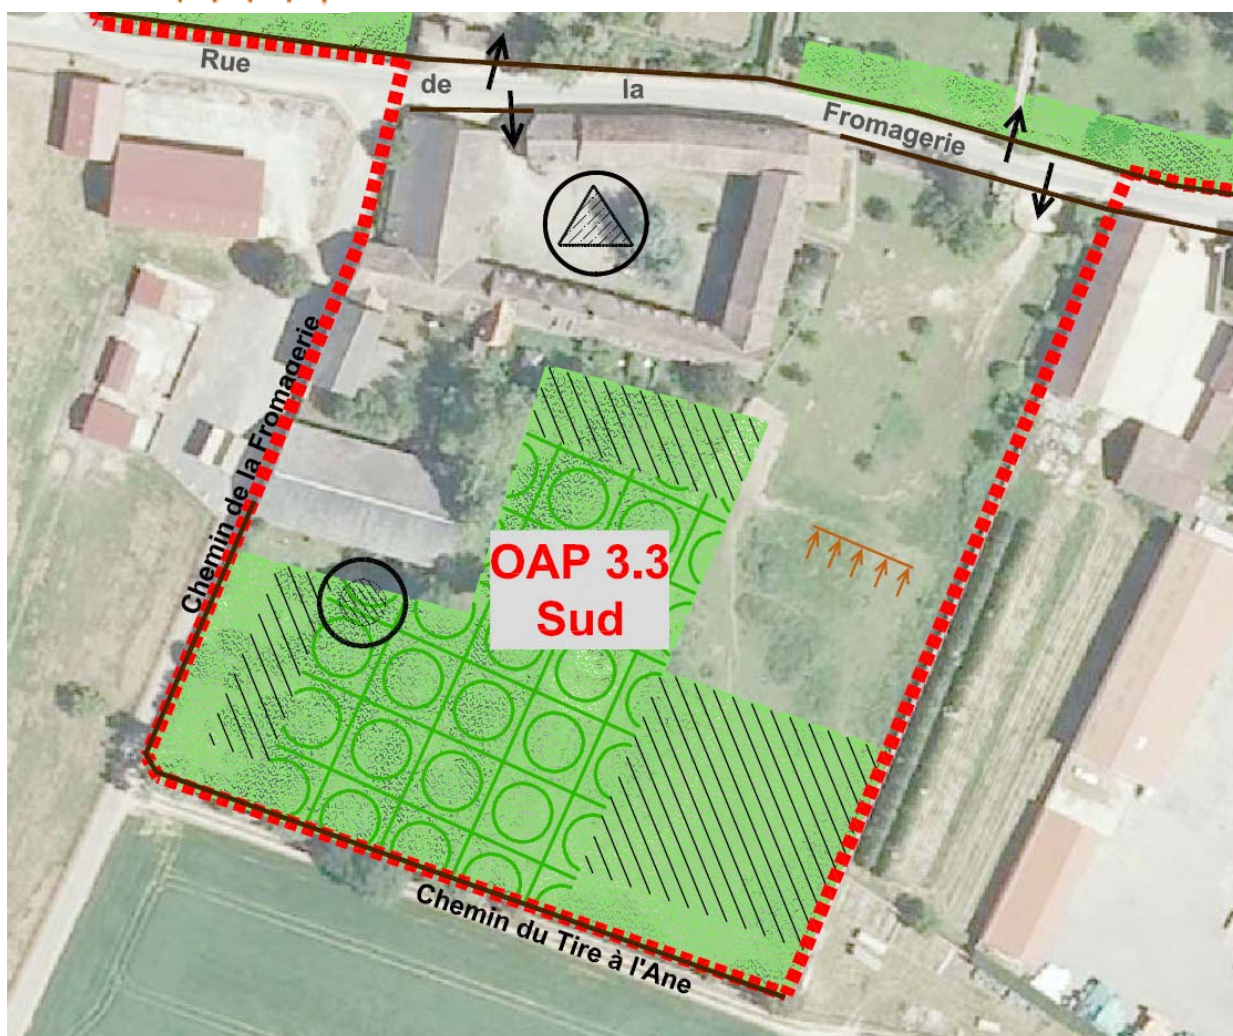 Rue de la Fromagerie
Chemin de la Fromagerie
OAP 3.3
Sud
Chemin du Tire à l'Ane